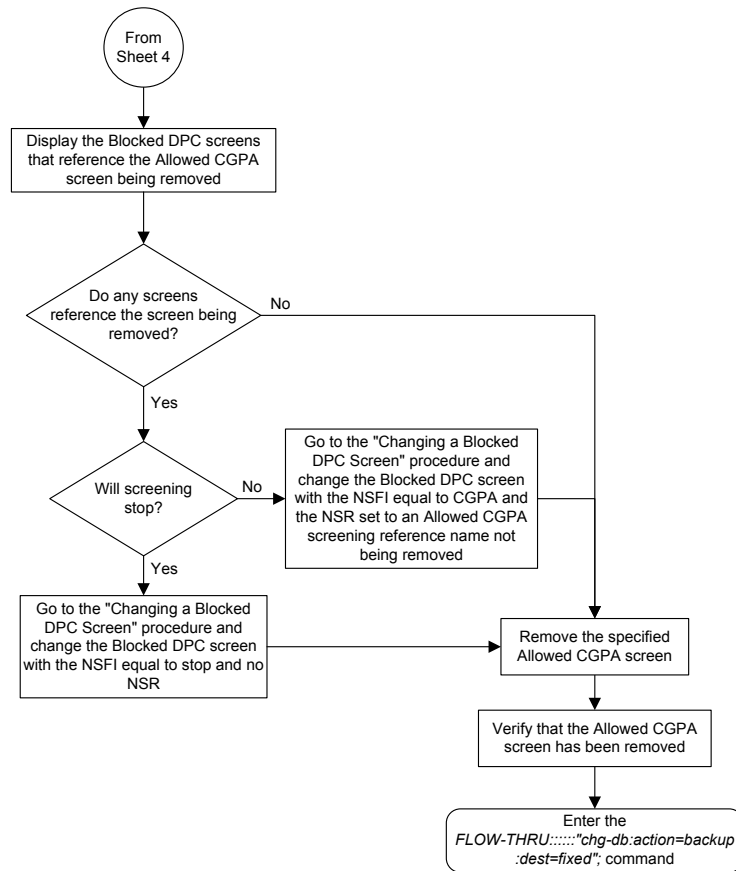 From
Sheet 4
Display the Blocked DPC screens
that reference the Allowed CGPA
screen being removed
Do any screens
reference the screen being
removed?
No
Yes
Will screening
stop?
No
Go to the "Changing a Blocked
DPC Screen" procedure and
change the Blocked DPC screen
with the NSFI equal to CGPA and
the NSR set to an Allowed CGPA
screening reference name not
being removed
Yes
Go to the "Changing a Blocked
DPC Screen" procedure and
change the Blocked DPC screen
with the NSFI equal to stop and no
NSR
Remove the specified
Allowed CGPA screen
Verify that the Allowed CGPA
screen has been removed
Enter the
FLOW-THRU::::::"chg-db:action=backup
:dest=fixed"; command